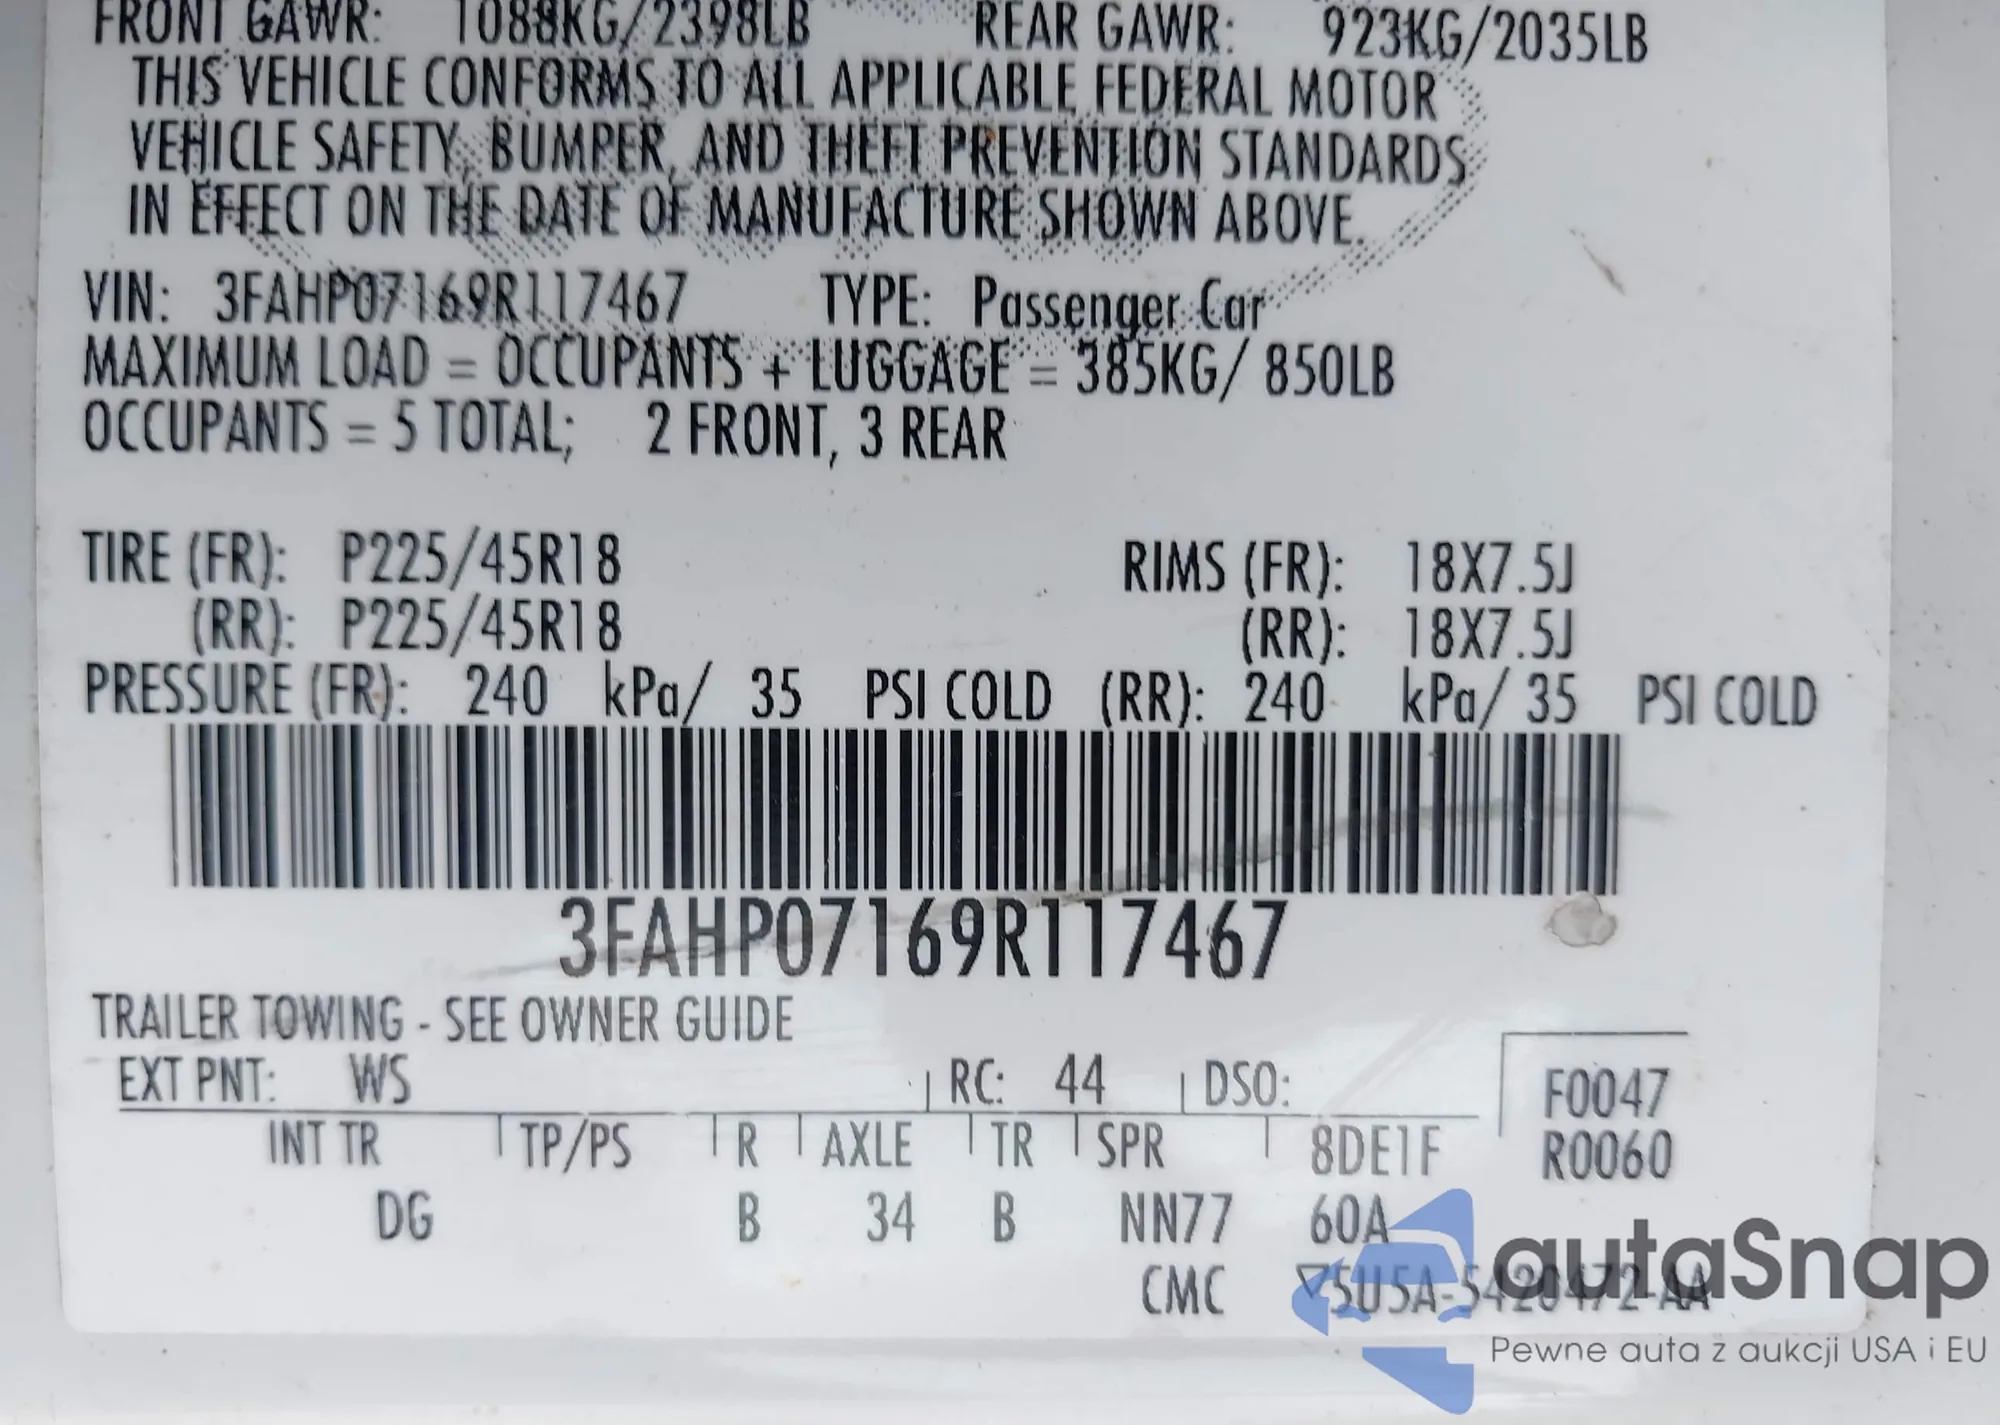 FRONT GAWR: 1088KG/2398LB REAR GAWR: 923KG/2035LB
THIS VEHICLE CONFORMS TO ALL APPLICABLE FEDERAL MOTOR
VEHICLE SAFETY, BUMPER, AND THEFT PREVENTION STANDARDS
IN EFFECT ON THE DATE OF MANUFACTURE SHOWN ABOVE.
VIN: 3FAHP07169R117467 TYPE: Passenger Car
MAXIMUM LOAD = OCCUPANTS + LUGGAGE = 385KG/ 850LB
OCCUPANTS = 5 TOTAL; 2 FRONT, 3 REAR
TIRE (FR): P225/45R18 RIMS (FR): 18X7.5J
(RR): P225/45R18 (RR): 18X7.5J
PRESSURE (FR): 240 kPa/ 35 PSI COLD (RR): 240 kPa/ 35 PSI COLD
3FAHP07169R117467
TRAILER TOWING - SEE OWNER GUIDE
EXT PNT: WS RC: 44 DSO: F0047
INT TR TP/PS R AXLE TR SPR 8DE1F R0060
DG B 34 B NN77 60A
CMC ▽5U5A-5420472-AA
autaSnap
Pewne auta z aukcji USA i EU